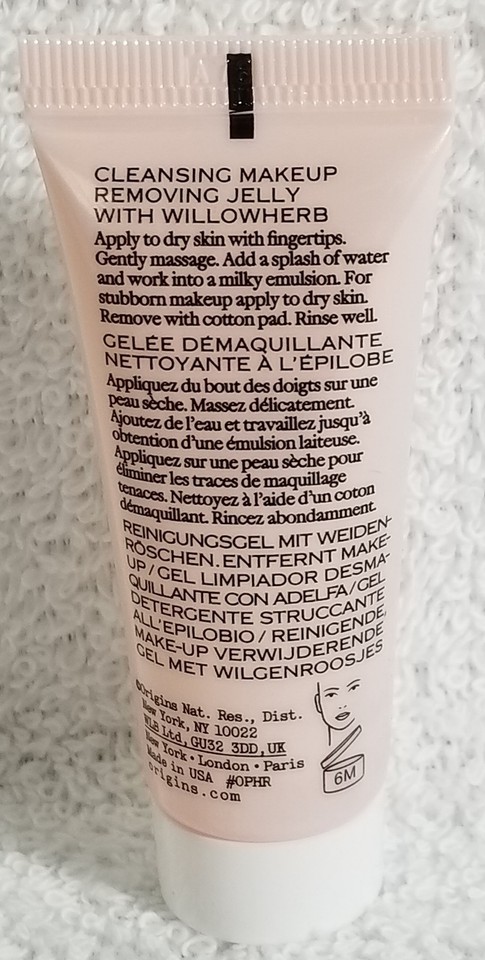 CLEANSING MAKEUP
REMOVING JELLY
WITH WILLOWHERB
Apply to dry skin with fingertips.
Gently massage. Add a splash of water
and work into a milky emulsion. For
stubborn makeup apply to dry skin.
Remove with cotton pad. Rinse well.
GELÉE DÉMAQUILLANTE
NETTOYANTE À L'ÉPILOBE
Appliquez du bout des doigts sur une
peau sèche. Massez délicatement.
Ajoutez de l'eau et travaillez jusqu'à
obtention d'une émulsion laiteuse.
Appliquez sur une peau sèche pour
éliminer les traces de maquillage
tenaces. Nettoyez à l'aide d'un coton
démaquillant. Rincez abondamment.
REINIGUNGSGEL MIT WEIDEN-
RÖSCHEN. ENTFERNT MAKE-
UP / GEL LIMPIADOR DESMA-
QUILLANTE CON ADELFA / GEL
DETERGENTE STRUCCANTE
ALL'EPILOBIO / REINIGENDE,
MAKE-UP VERWIJDERENDE
GEL MET WILGENROOSJES
©Origins Nat. Res., Dist.
New York, NY 10022
WLB Ltd, GU32 3DD, UK
New York • London • Paris
Made in USA #0PHR
origins.com
6M